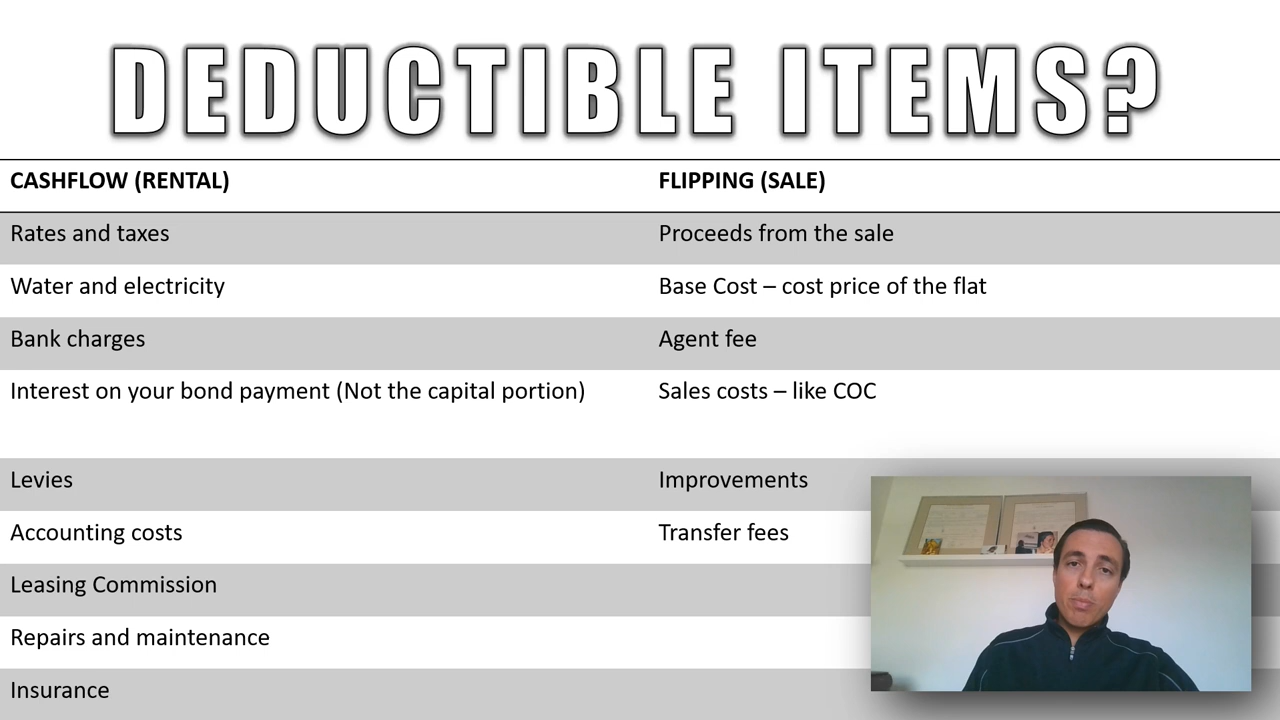 DEDUCTIBLE ITEMS?
CASHFLOW (RENTAL) FLIPPING (SALE)
Rates and taxes Proceeds from the sale
Water and electricity Base Cost – cost price of the flat
Bank charges Agent fee
Interest on your bond payment (Not the capital portion) Sales costs – like COC
Levies Improvements
Accounting costs Transfer fees
Leasing Commission
Repairs and maintenance
Insurance